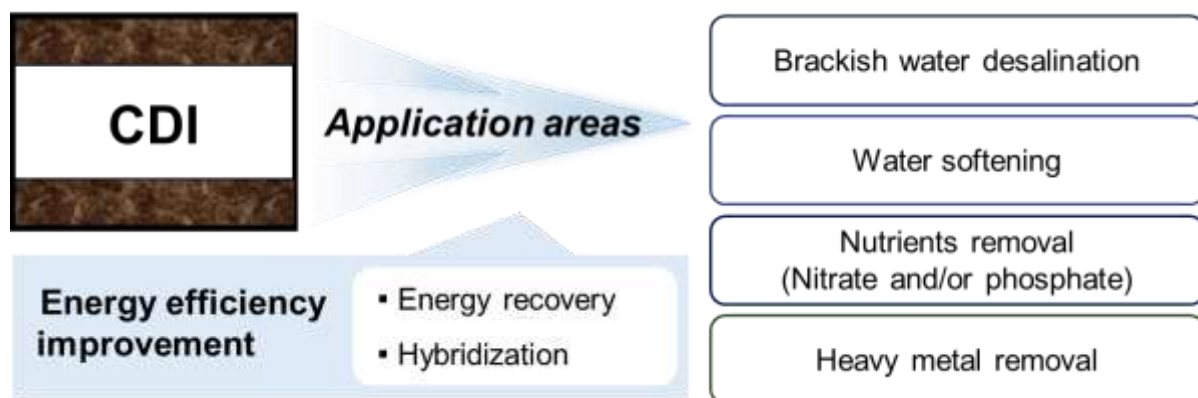 CDI
Application areas
Energy efficiency
improvement
▪ Energy recovery
▪ Hybridization
Brackish water desalination
Water softening
Nutrients removal
(Nitrate and/or phosphate)
Heavy metal removal